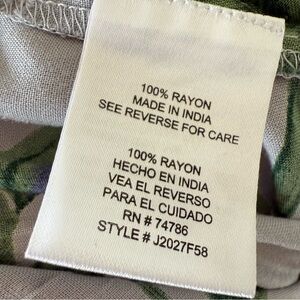 100% RAYON
MADE IN INDIA
SEE REVERSE FOR CARE
100% RAYON
HECHO EN INDIA
VEA EL REVERSO
PARA EL CUIDADO
RN # 74786
STYLE # J2027F58